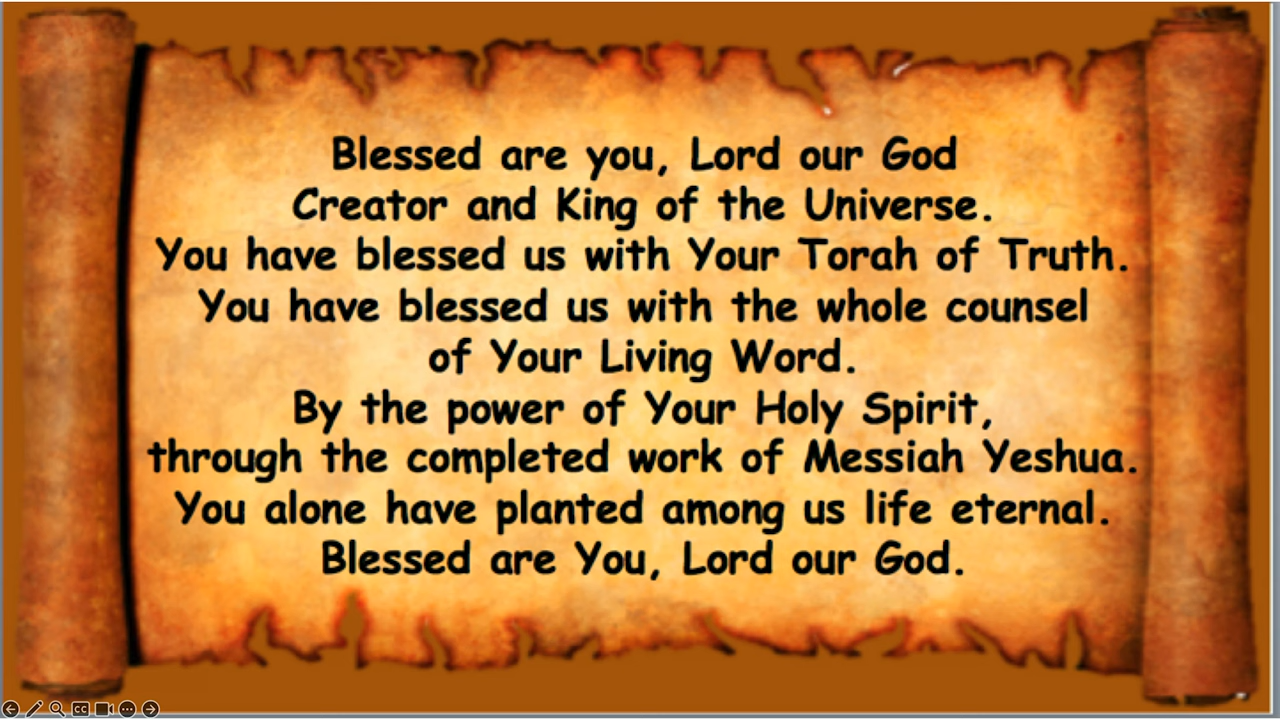 Blessed are you, Lord our God
Creator and King of the Universe.
You have blessed us with Your Torah of Truth.
You have blessed us with the whole counsel
of Your Living Word.
By the power of Your Holy Spirit,
through the completed work of Messiah Yeshua.
You alone have planted among us life eternal.
Blessed are You, Lord our God.
CC